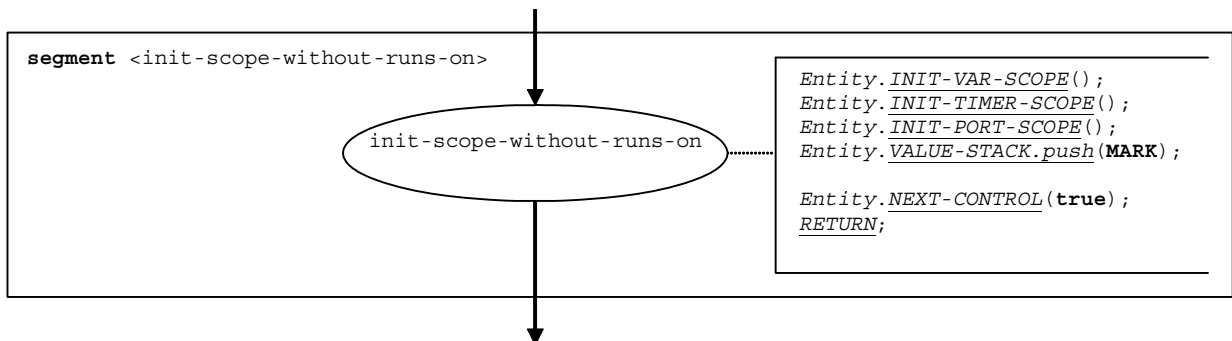 segment <init-scope-without-runs-on>
init-scope-without-runs-on
Entity.INIT-VAR-SCOPE();
Entity.INIT-TIMER-SCOPE();
Entity.INIT-PORT-SCOPE();
Entity.VALUE-STACK.push(MARK);
Entity.NEXT-CONTROL(true);
RETURN;